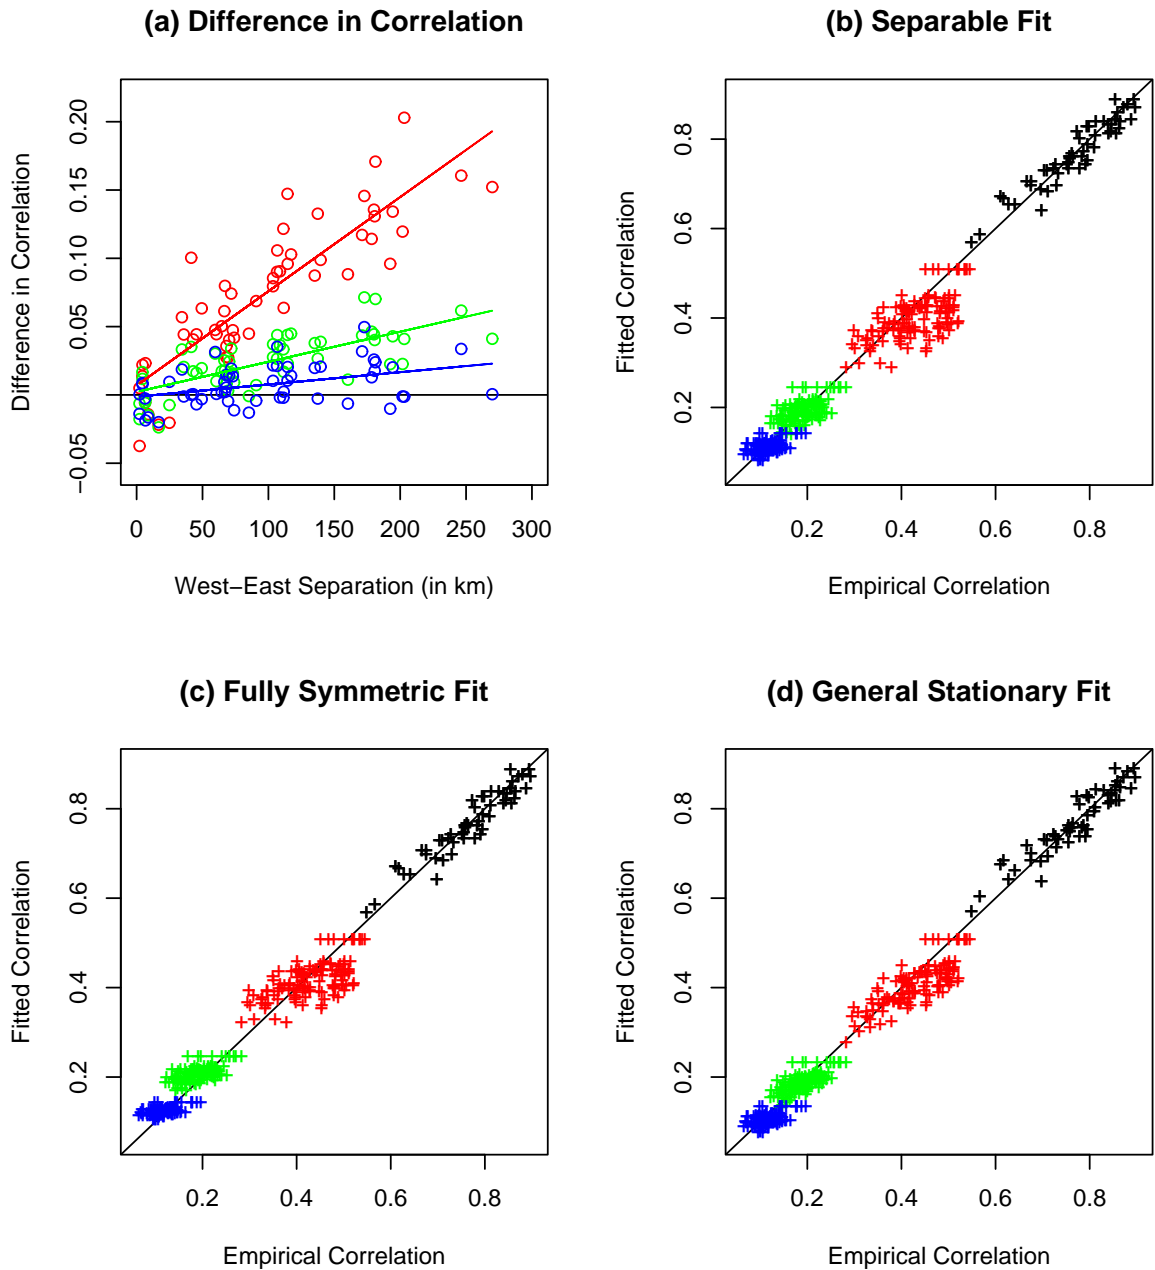 (a) Difference in Correlation
Difference in Correlation
0.20
0.15
0.10
0.05
0.00
−0.05
0 50 100 150 200 250 300
West−East Separation (in km)
(b) Separable Fit
Fitted Correlation
0.8
0.6
0.4
0.2
0.2 0.4 0.6 0.8
Empirical Correlation
(c) Fully Symmetric Fit
Fitted Correlation
0.8
0.6
0.4
0.2
0.2 0.4 0.6 0.8
Empirical Correlation
(d) General Stationary Fit
Fitted Correlation
0.8
0.6
0.4
0.2
0.2 0.4 0.6 0.8
Empirical Correlation